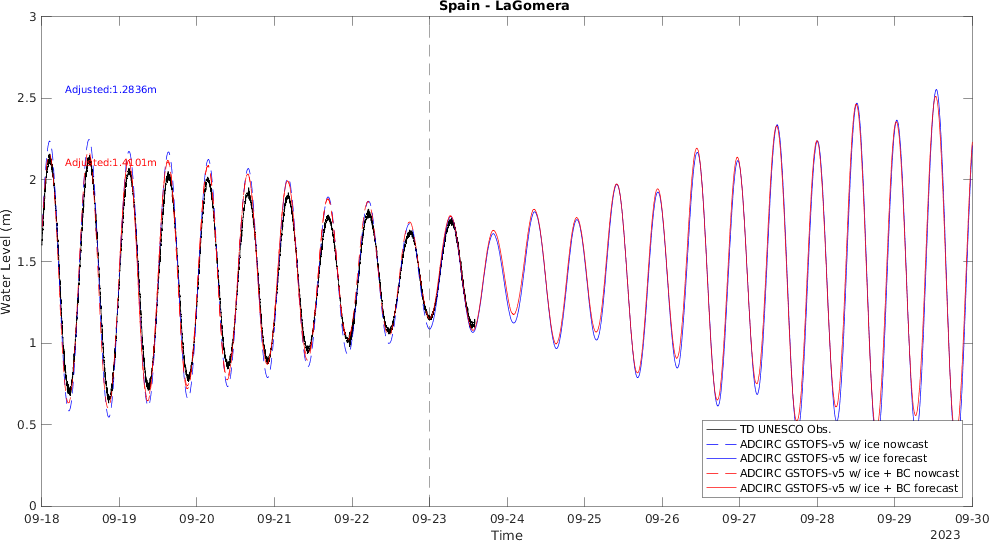 Spain - LaGomera
3
2.5
2
1.5
1
0.5
0
Water Level (m)
Adjusted:1.2836m
Adjusted:1.4101m
TD UNESCO Obs.
ADCIRC GSTOFS-v5 w/ ice nowcast
ADCIRC GSTOFS-v5 w/ ice forecast
ADCIRC GSTOFS-v5 w/ ice + BC nowcast
ADCIRC GSTOFS-v5 w/ ice + BC forecast
09-18 09-19 09-20 09-21 09-22 09-23 09-24 09-25 09-26 09-27 09-28 09-29 09-30
Time
2023